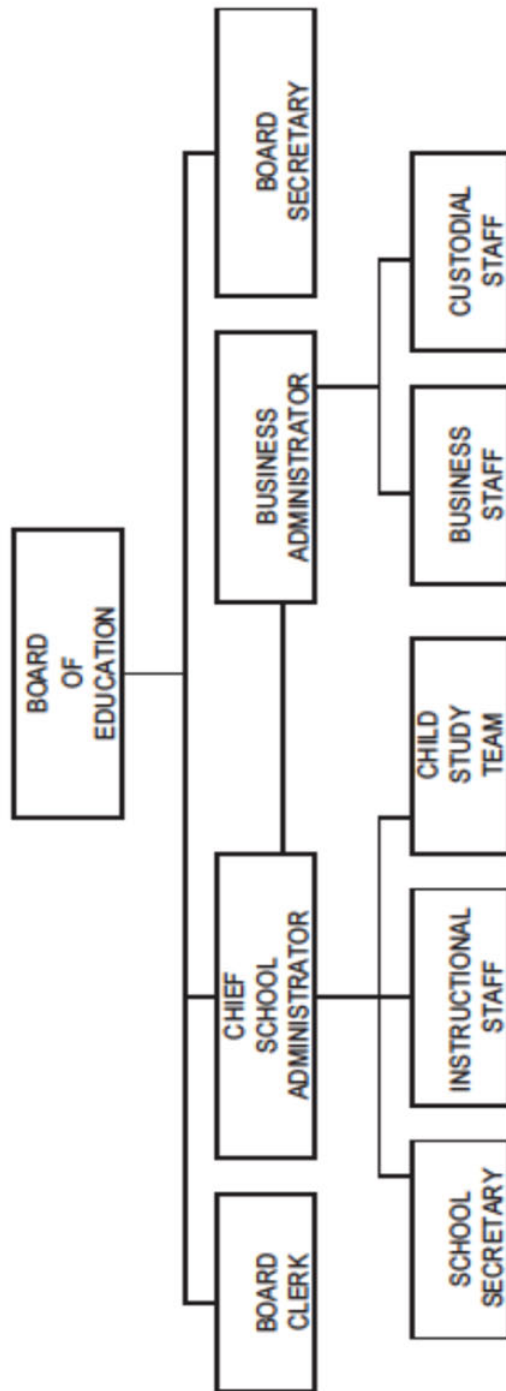 BOARD
OF
EDUCATION
BOARD
CLERK
CHIEF
SCHOOL
ADMINISTRATOR
BUSINESS
ADMINISTRATOR
BOARD
SECRETARY
SCHOOL
SECRETARY
INSTRUCTIONAL
STAFF
CHILD
STUDY
TEAM
BUSINESS
STAFF
CUSTODIAL
STAFF